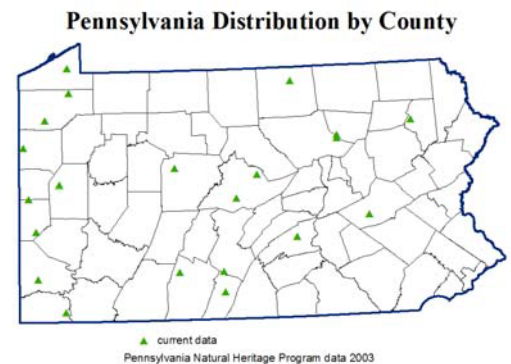 Pennsylvania Distribution by County
current data
Pennsylvania Natural Heritage Program data 2003